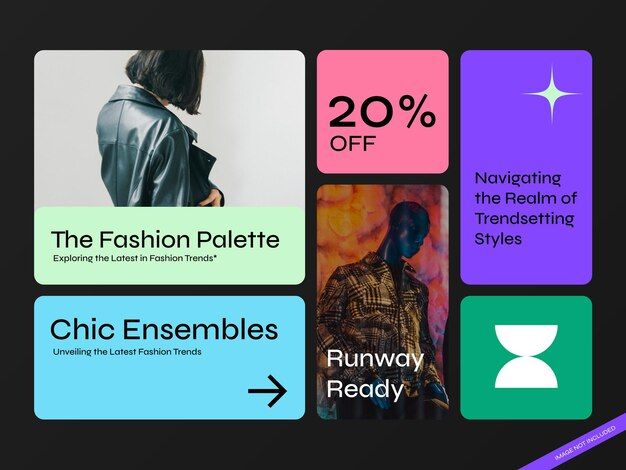 The Fashion Palette
Exploring the Latest in Fashion Trends*
Chic Ensembles
Unveiling the Latest Fashion Trends
20%
OFF
Runway
Ready
Navigating
the Realm of
Trendsetting
Styles
IMAGE NOT INCLUDED